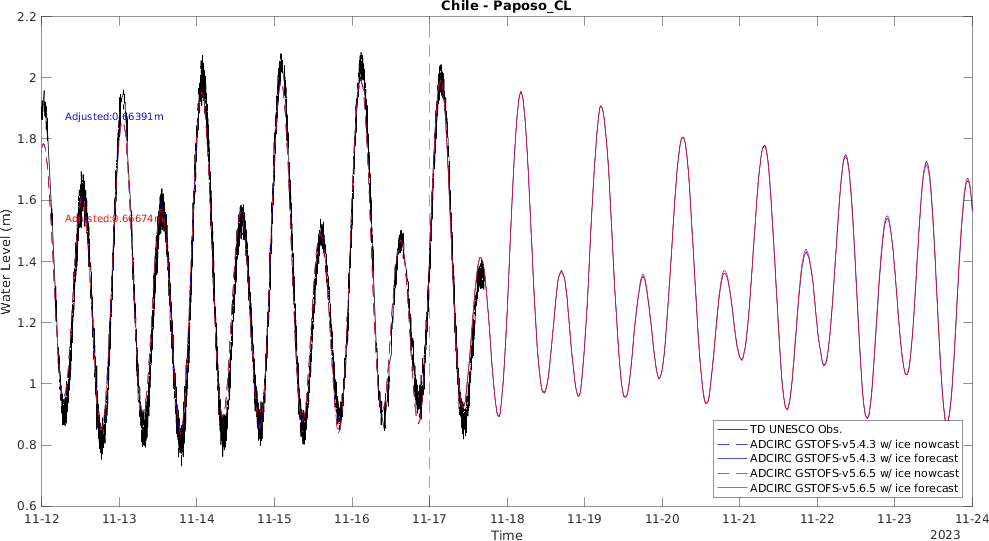 Chile - Paposo_CL
2.2
2
1.8
1.6
1.4
1.2
1
0.8
0.6
Water Level (m)
Adjusted:0.66391m
Adjusted:0.66674m
TD UNESCO Obs.
ADCIRC GSTOFS-v5.4.3 w/ ice nowcast
ADCIRC GSTOFS-v5.4.3 w/ ice forecast
ADCIRC GSTOFS-v5.6.5 w/ ice nowcast
ADCIRC GSTOFS-v5.6.5 w/ ice forecast
11-12 11-13 11-14 11-15 11-16 11-17 11-18 11-19 11-20 11-21 11-22 11-23 11-24
Time
2023